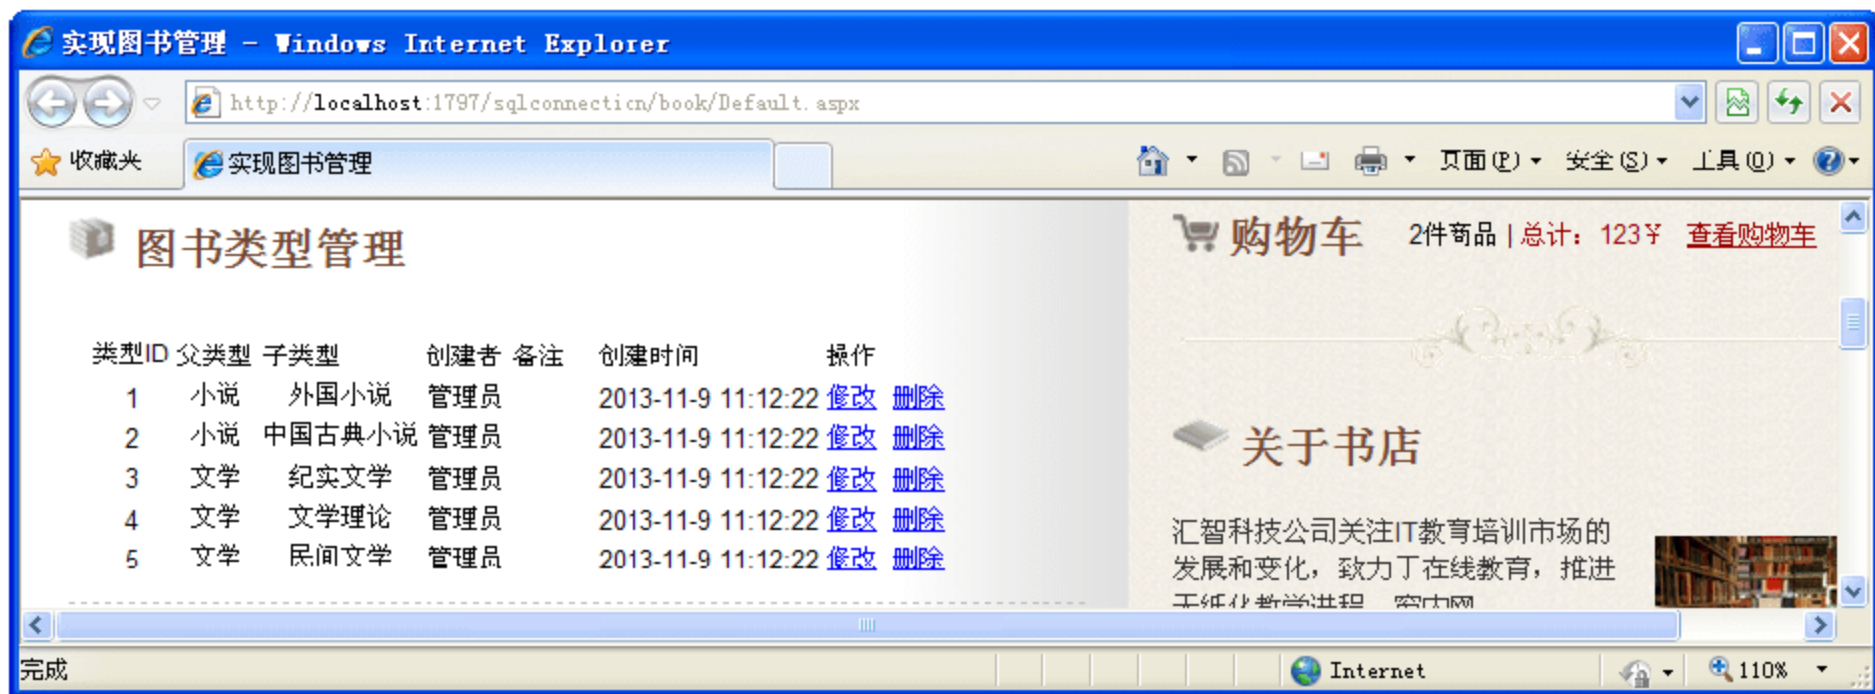 实现图书管理 - Windows Internet Explorer
http://localhost:1797/sqlconnection/book/Default.aspx
收藏夹 实现图书管理 页面(P) 安全(S) 工具(O)
图书类型管理
购物车 2件商品 | 总计: 123¥ 查看购物车
类型ID 父类型 子类型 创建者 备注 创建时间 操作
1 小说 外国小说 管理员 2013-11-9 11:12:22 修改 删除
2 小说 中国古典小说 管理员 2013-11-9 11:12:22 修改 删除
3 文学 纪实文学 管理员 2013-11-9 11:12:22 修改 删除
4 文学 文学理论 管理员 2013-11-9 11:12:22 修改 删除
5 文学 民间文学 管理员 2013-11-9 11:12:22 修改 删除
关于书店
汇智科技公司关注IT教育培训市场的
发展和变化，致力于在线教育，推进
无纸化教学进程，窗内网
完成 Internet 110%